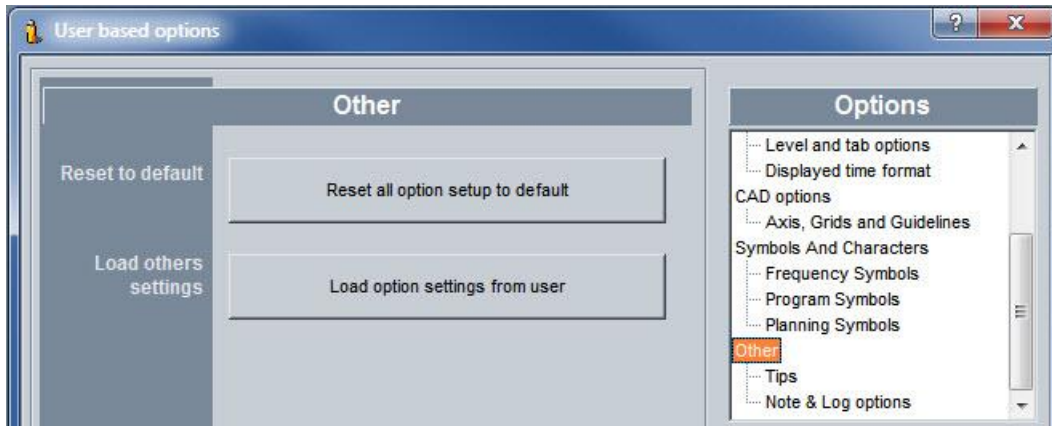 User based options
Other
Reset to default
Reset all option setup to default
Load others
settings
Load option settings from user
Options
Level and tab options
Displayed time format
CAD options
Axis, Grids and Guidelines
Symbols And Characters
Frequency Symbols
Program Symbols
Planning Symbols
Other
Tips
Note & Log options